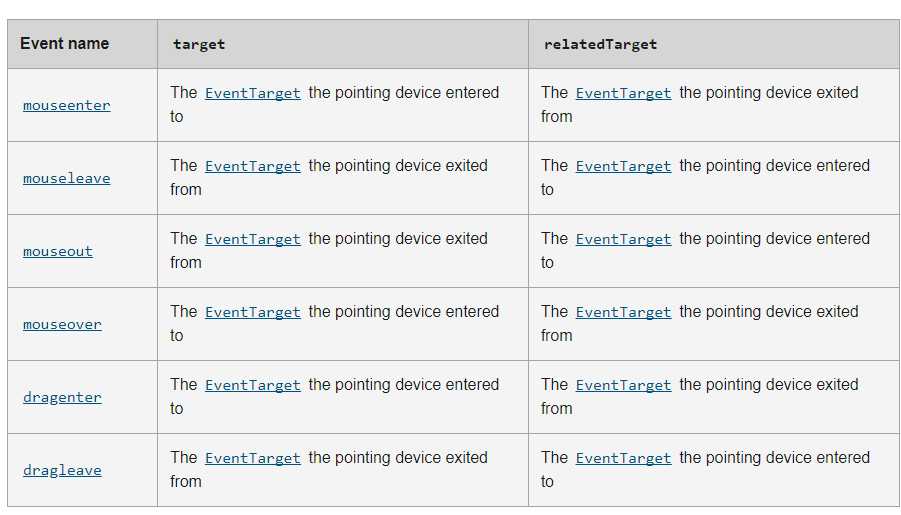 Event name target relatedTarget
mouseenter
The EventTarget the pointing device entered
to
The EventTarget the pointing device exited
from
mouseleave
The EventTarget the pointing device exited
from
The EventTarget the pointing device entered
to
mouseout
The EventTarget the pointing device exited
from
The EventTarget the pointing device entered
to
mouseover
The EventTarget the pointing device entered
to
The EventTarget the pointing device exited
from
dragenter
The EventTarget the pointing device entered
to
The EventTarget the pointing device exited
from
dragleave
The EventTarget the pointing device exited
from
The EventTarget the pointing device entered
to